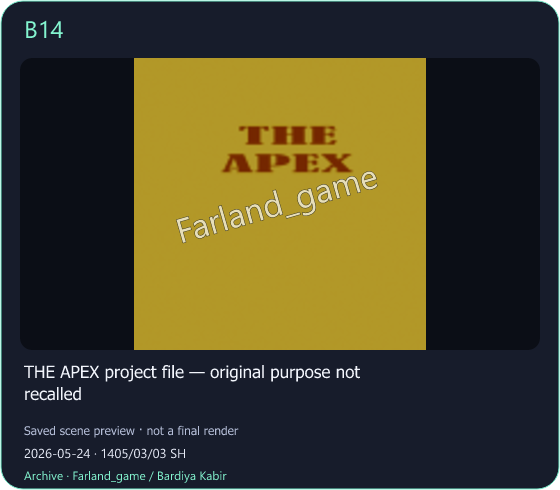 B14
THE
APEX
Farland_game
THE APEX project file — original purpose not
recalled
Saved scene preview · not a final render
2026-05-24 · 1405/03/03 SH
Archive · Farland_game / Bardiya Kabir